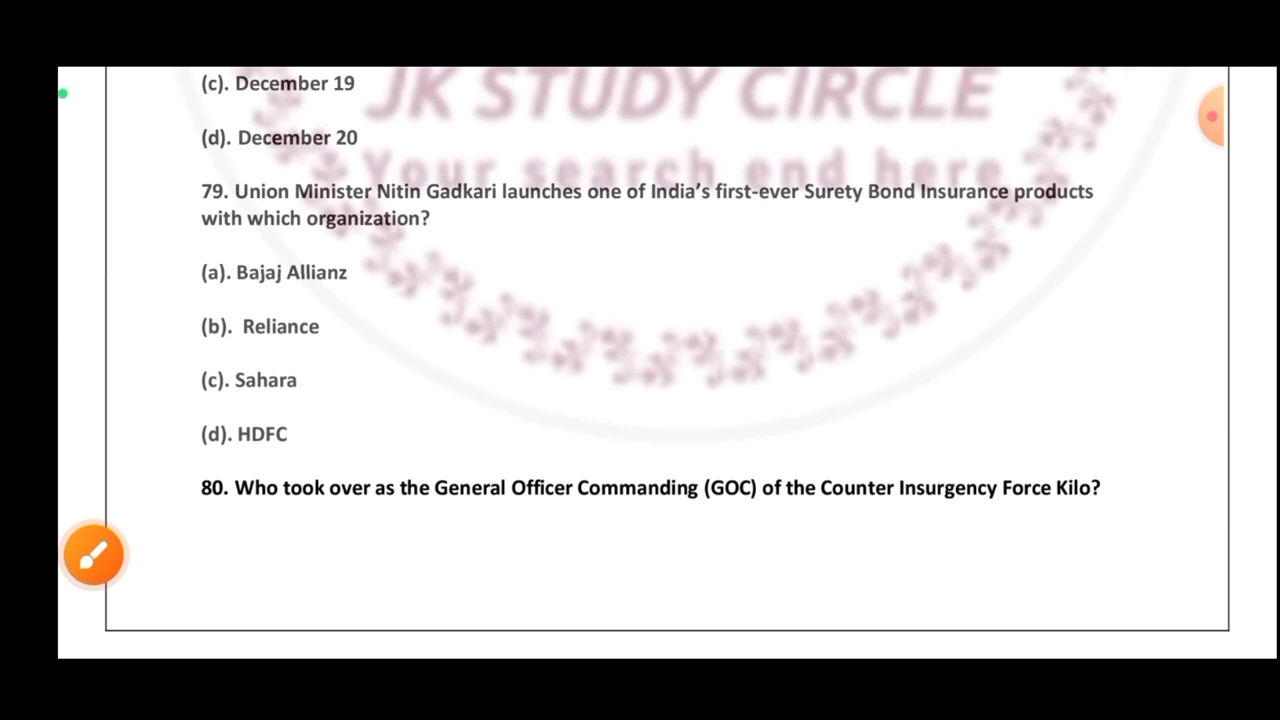 JK STUDY CIRCLE
Your search end here
(c). December 19
(d). December 20
79. Union Minister Nitin Gadkari launches one of India’s first-ever Surety Bond Insurance products
with which organization?
(a). Bajaj Allianz
(b).  Reliance
(c). Sahara
(d). HDFC
80. Who took over as the General Officer Commanding (GOC) of the Counter Insurgency Force Kilo?